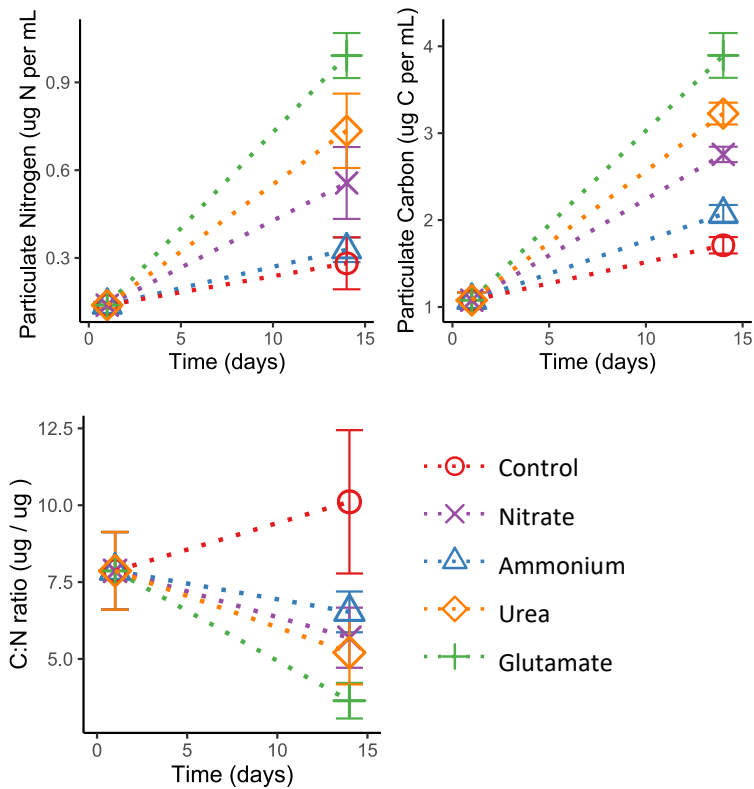 Particulate Nitrogen (ug N per mL
0.9
0.6
0.3
0
5
10
15
Time (days)
Particulate Carbon (ug C per mL)
4
3
2
1
0
5
10
15
Time (days)
C:N ratio (ug / ug )
12.5
10.0
7.5
5.0
0
5
10
15
Time (days)
Control
Nitrate
Ammonium
Urea
Glutamate